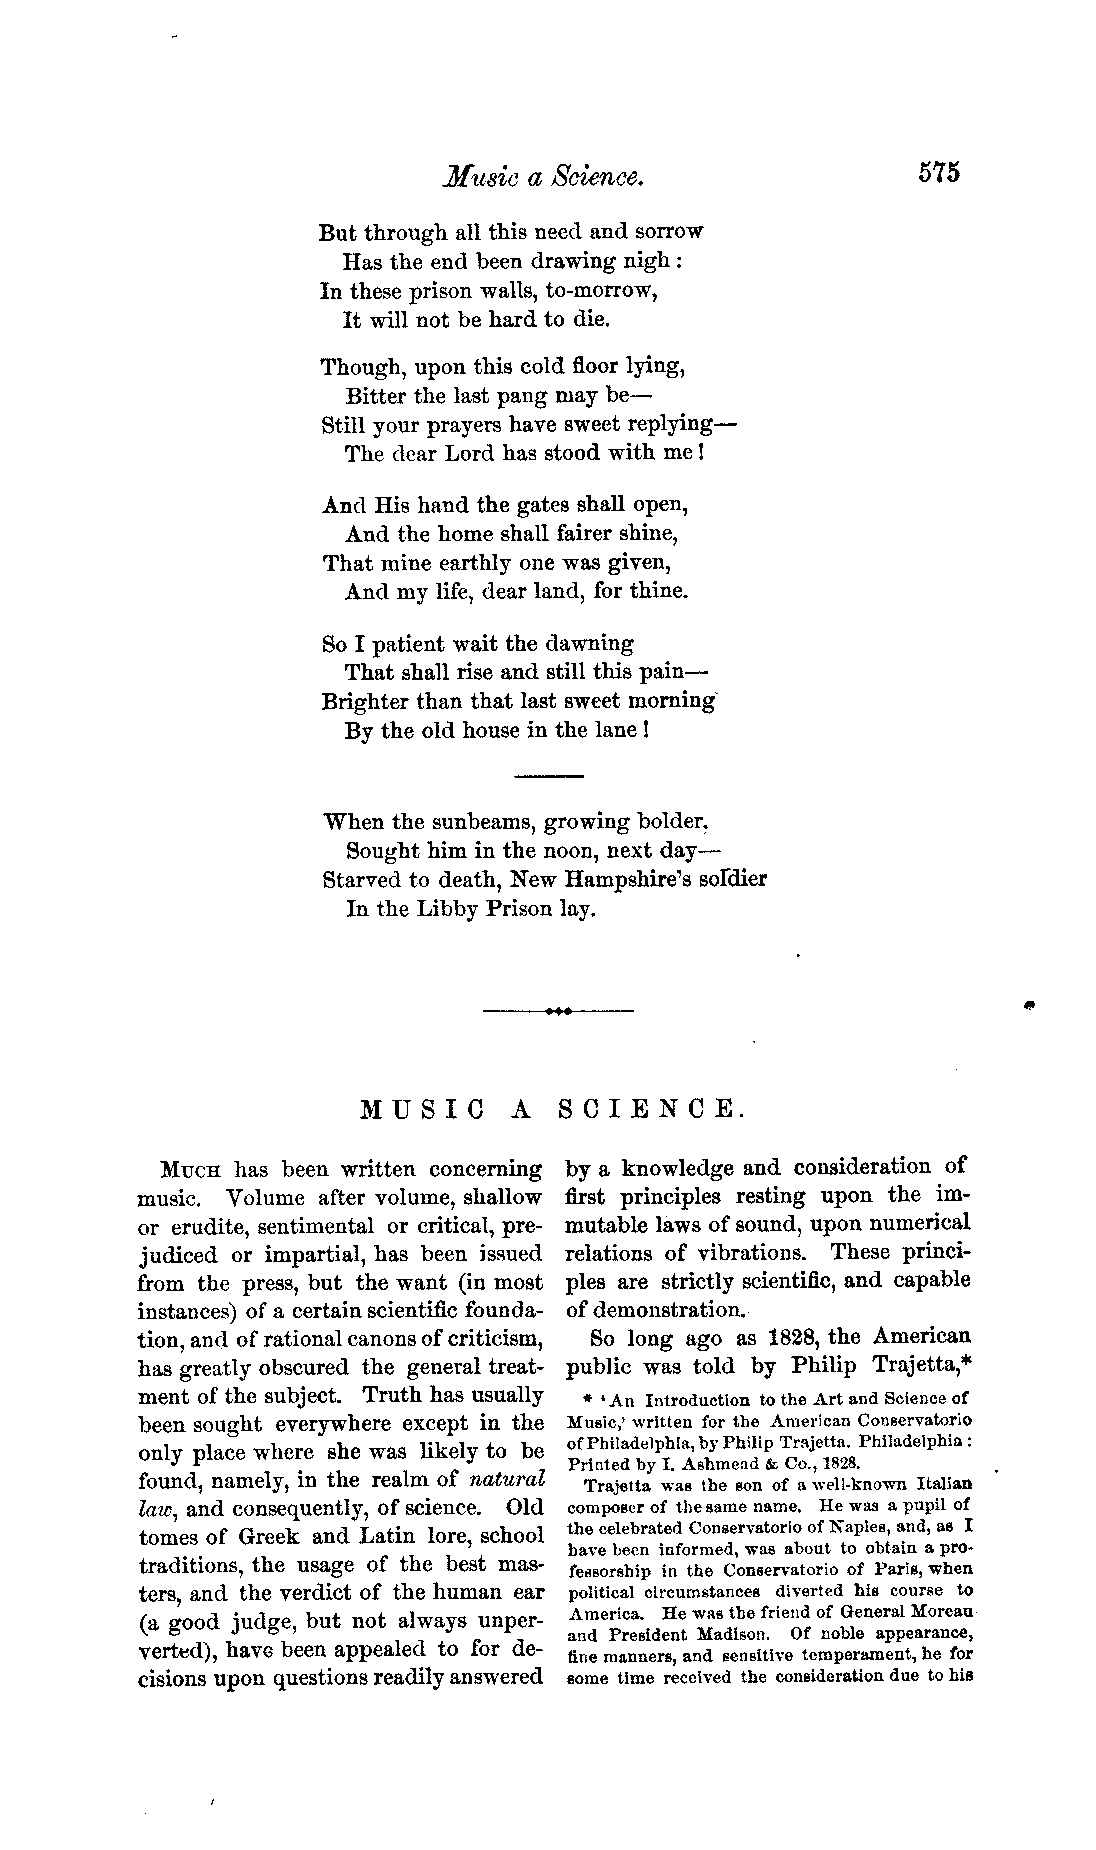 Music a Science. 575
But through all this need and sorrow
Has the end been drawing nigh :
In these prison walls, to-morrow,
It will not be hard to die.
Though, upon this cold floor lying,
Bitter the last pang may be—
Still your prayers have sweet replying—
The dear Lord has stood with me !
And His hand the gates shall open,
And the home shall fairer shine,
That mine earthly one was given,
And my life, dear land, for thine.
So I patient wait the dawning
That shall rise and still this pain—
Brighter than that last sweet morning
By the old house in the lane !
When the sunbeams, growing bolder,
Sought him in the noon, next day—
Starved to death, New Hampshire's soldier
In the Libby Prison lay.
MUSIC A SCIENCE.
MUCH has been written concerning
music. Volume after volume, shallow
or erudite, sentimental or critical, pre-
judiced or impartial, has been issued
from the press, but the want (in most
instances) of a certain scientific founda-
tion, and of rational canons of criticism,
has greatly obscured the general treat-
ment of the subject. Truth has usually
been sought everywhere except in the
only place where she was likely to be
found, namely, in the realm of natural
law, and consequently, of science. Old
tomes of Greek and Latin lore, school
traditions, the usage of the best mas-
ters, and the verdict of the human ear
(a good judge, but not always unper-
verted), have been appealed to for de-
cisions upon questions readily answered
by a knowledge and consideration of
first principles resting upon the im-
mutable laws of sound, upon numerical
relations of vibrations. These princi-
ples are strictly scientific, and capable
of demonstration.
So long ago as 1828, the American
public was told by Philip Trajetta,*
* 'An Introduction to the Art and Science of
Music,' written for the American Conservatorio
of Philadelphia, by Philip Trajetta. Philadelphia :
Printed by I. Ashmead & Co., 1828.
Trajetta was the son of a well-known Italian
composer of the same name. He was a pupil of
the celebrated Conservatorio of Naples, and, as I
have been informed, was about to obtain a pro-
fessorship in the Conservatorio of Paris, when
political circumstances diverted his course to
America. He was the friend of General Moreau
and President Madison. Of noble appearance,
fine manners, and sensitive temperament, he for
some time received the consideration due to his